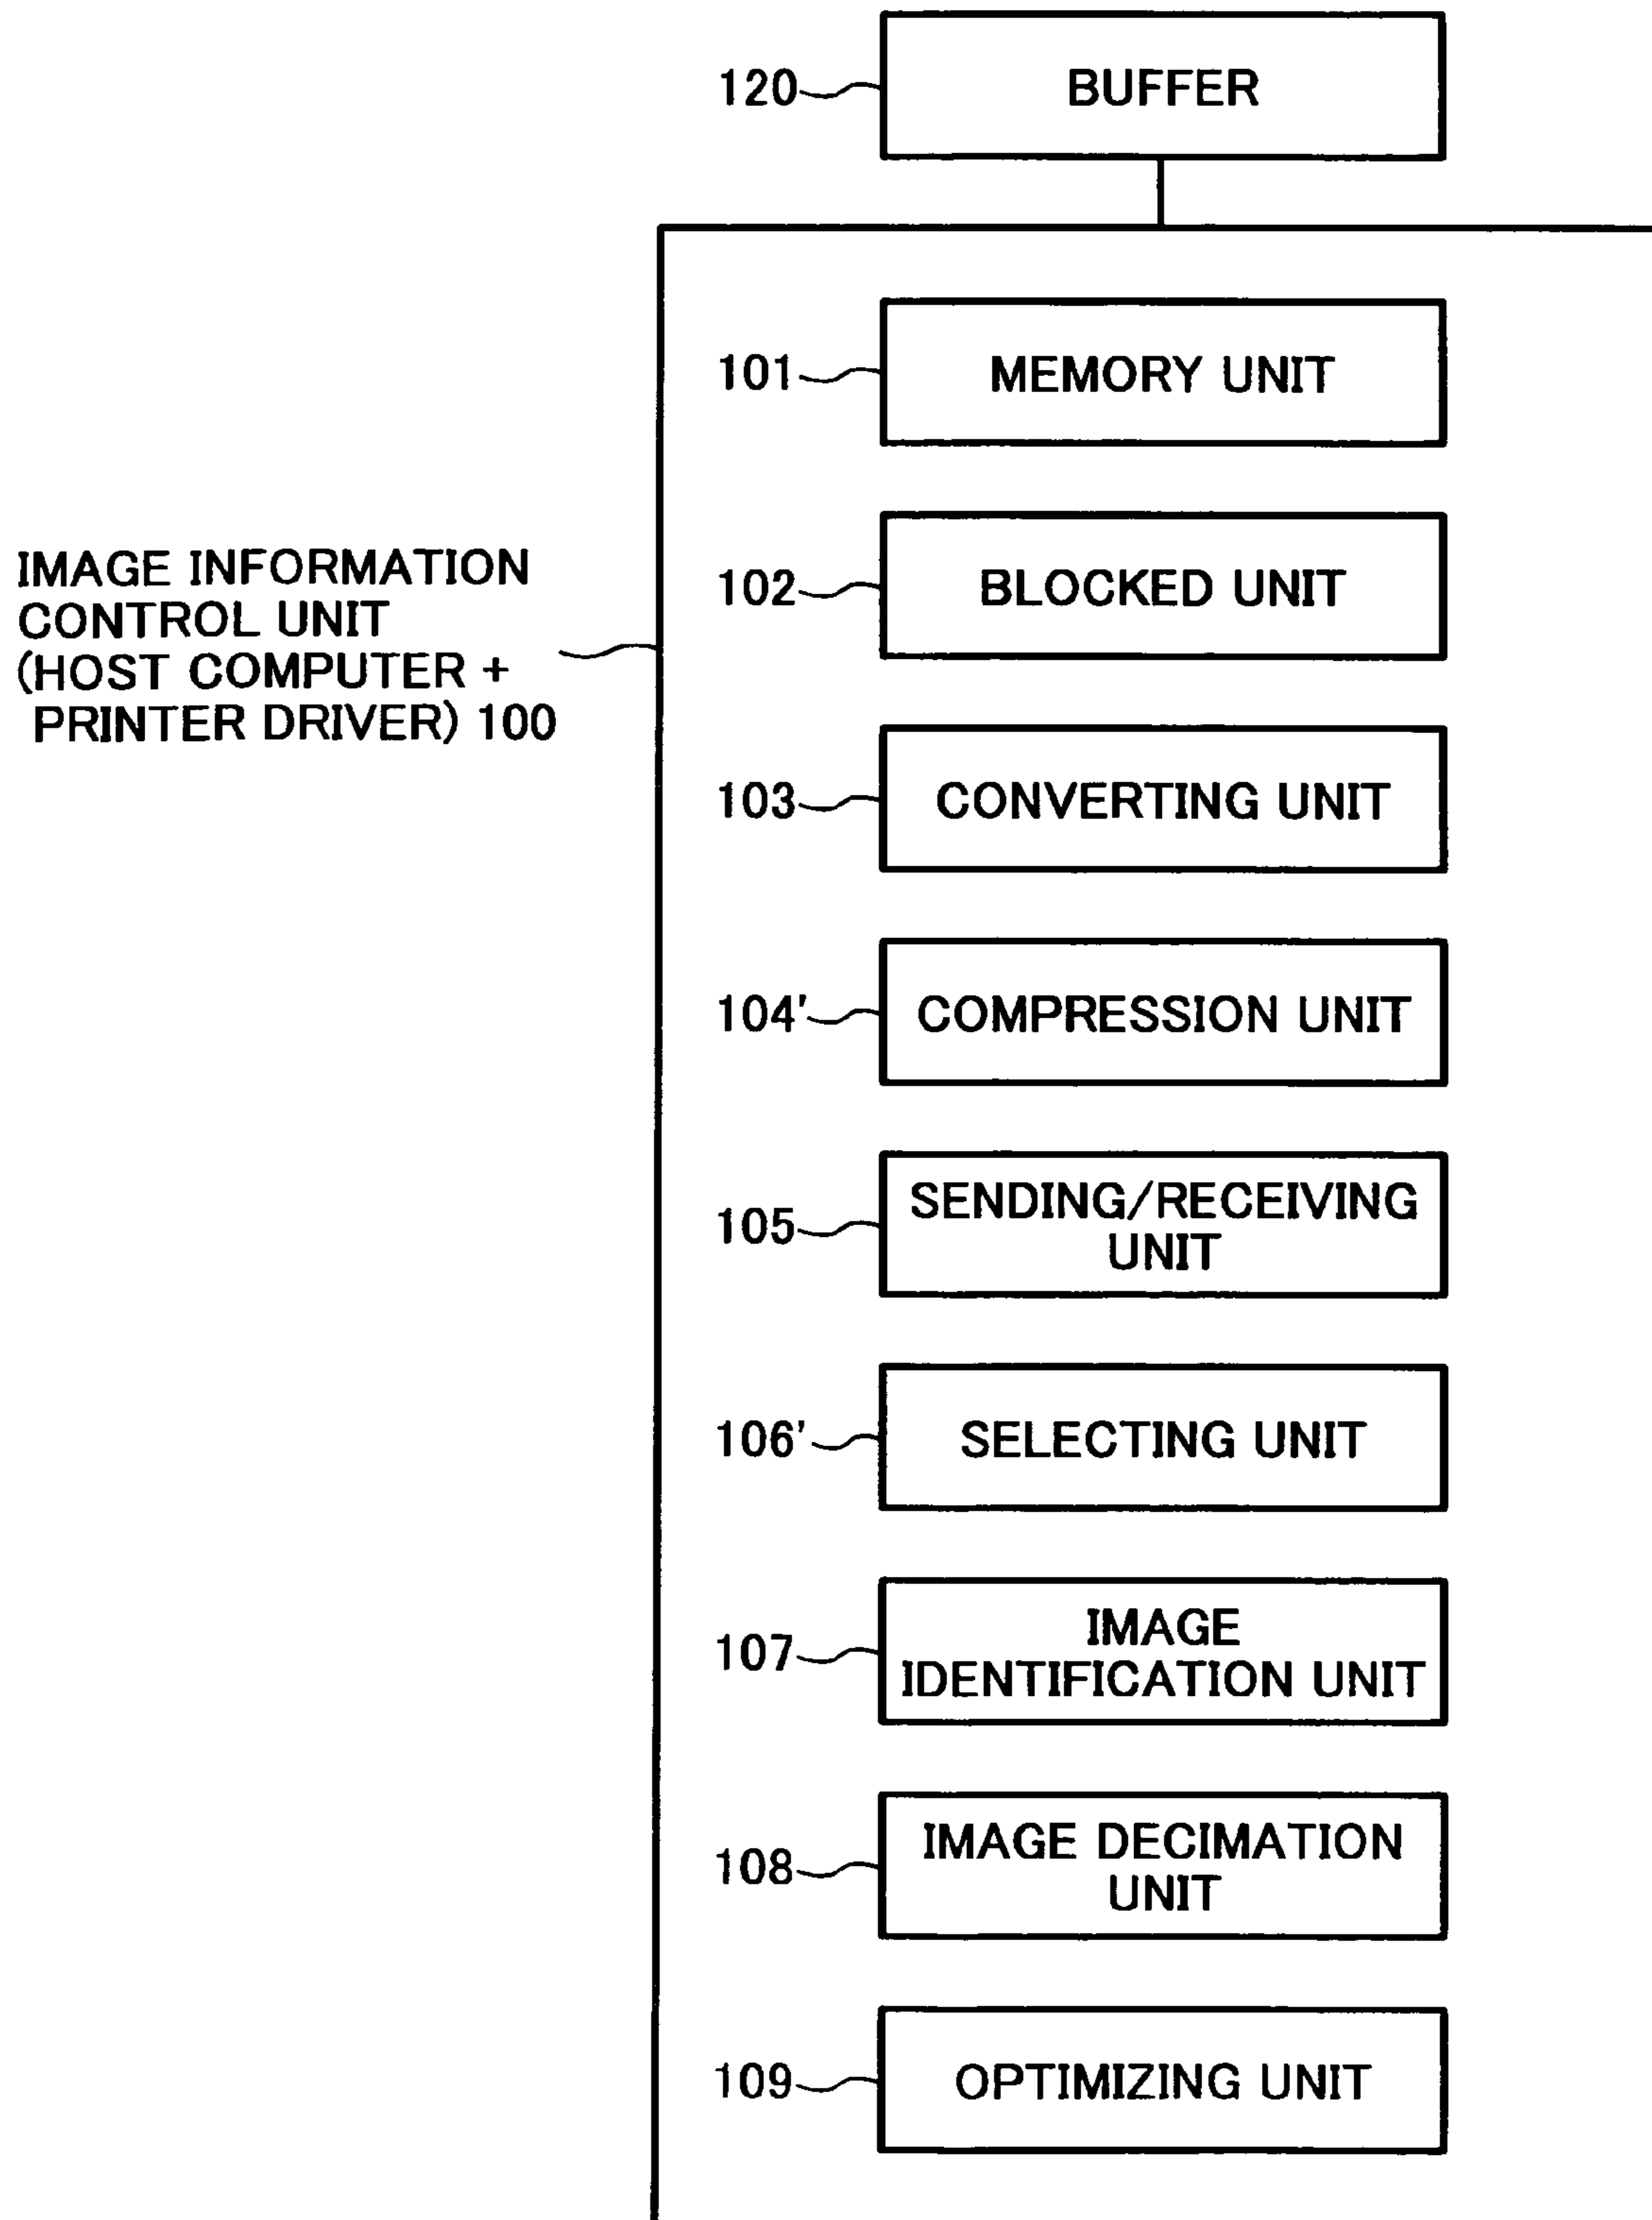 120
BUFFER
101
MEMORY UNIT
IMAGE INFORMATION
CONTROL UNIT
(HOST COMPUTER +
PRINTER DRIVER) 100
102
BLOCKED UNIT
103
CONVERTING UNIT
104'
COMPRESSION UNIT
105
SENDING/RECEIVING
UNIT
106'
SELECTING UNIT
107
IMAGE
IDENTIFICATION UNIT
108
IMAGE DECIMATION
UNIT
109
OPTIMIZING UNIT